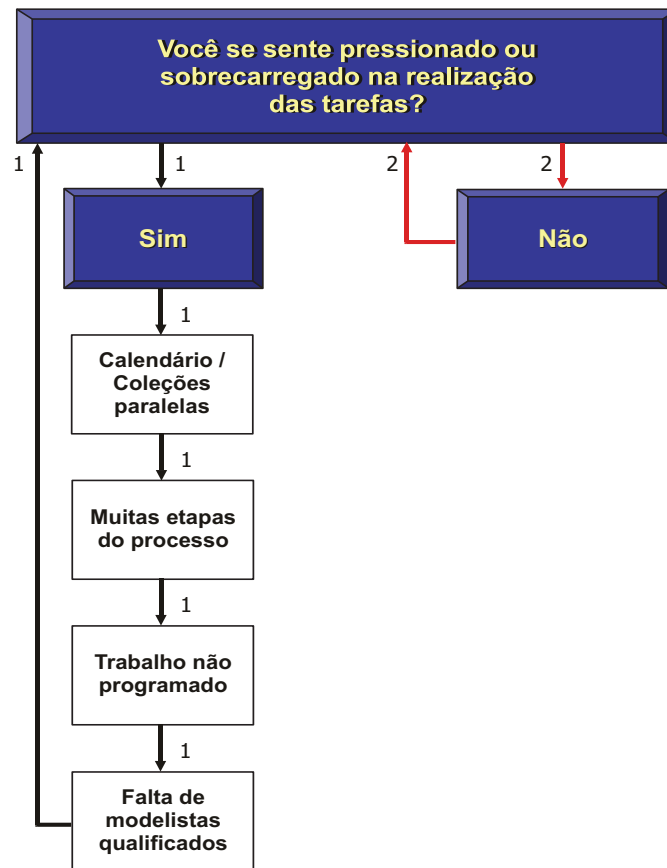 Você se sente pressionado ou
sobrecarregado na realização
das tarefas?
1
1
2
2
Sim
Não
1
Calendário /
Coleções
paralelas
1
Muitas etapas
do processo
1
Trabalho não
programado
1
Falta de
modelistas
qualificados